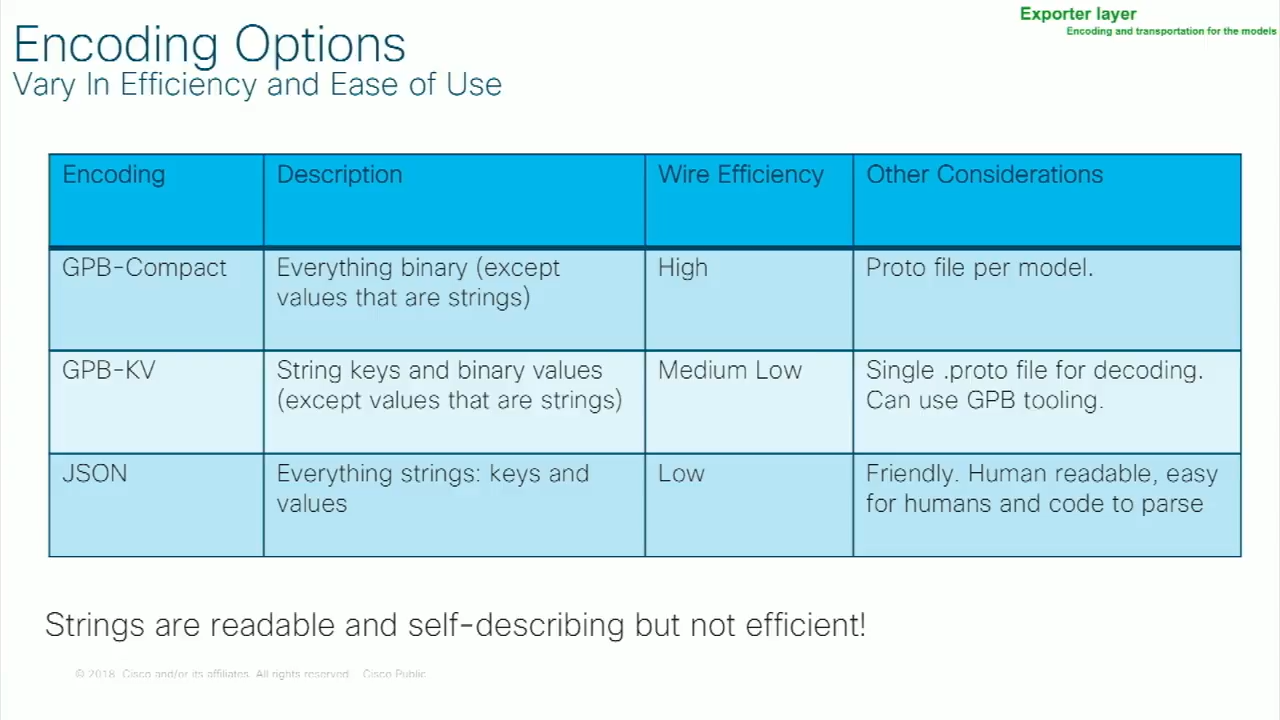 Exporter layer
Encoding and transportation for the models
Encoding Options
Vary In Efficiency and Ease of Use
Encoding
Description
Wire Efficiency
Other Considerations
GPB-Compact
Everything binary (except
values that are strings)
High
Proto file per model.
GPB-KV
String keys and binary values
(except values that are strings)
Medium Low
Single .proto file for decoding.
Can use GPB tooling.
JSON
Everything strings: keys and
values
Low
Friendly. Human readable, easy
for humans and code to parse
Strings are readable and self-describing but not efficient!
© 2018 Cisco and/or its affiliates. All rights reserved. Cisco Public